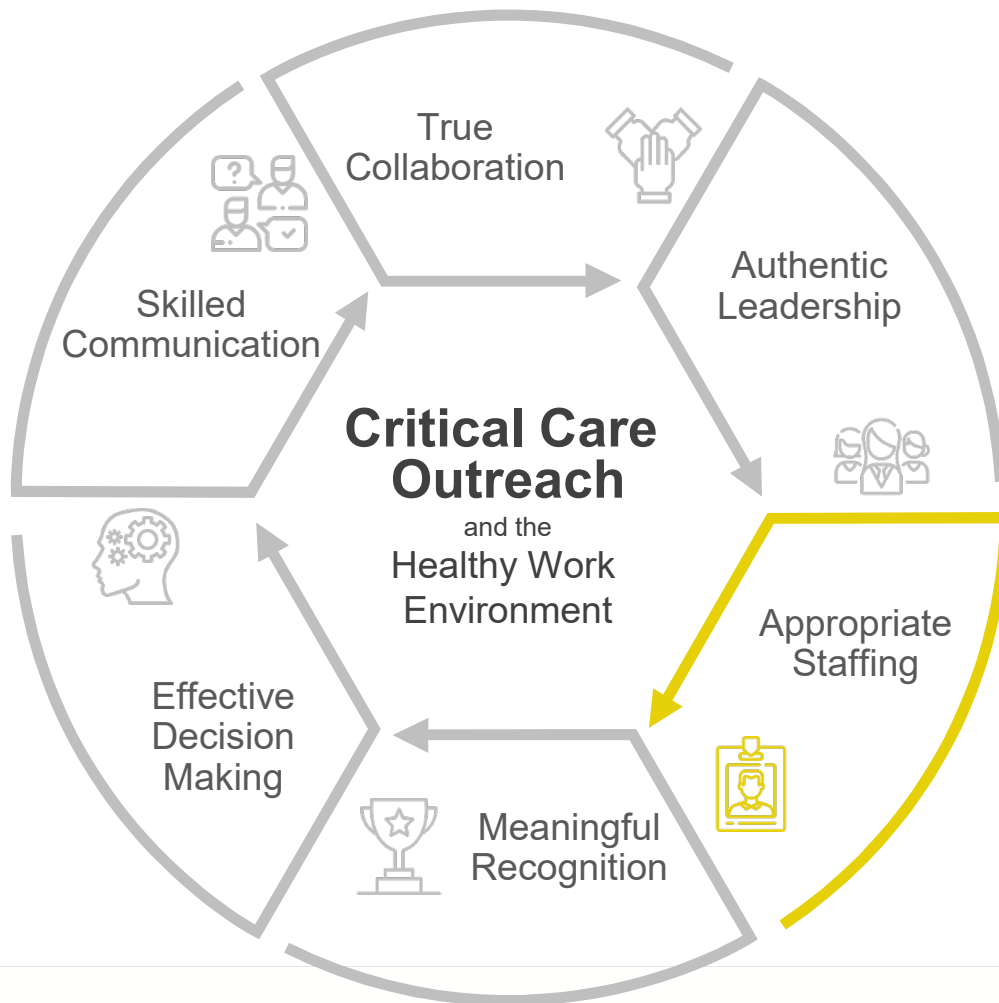 True
Collaboration
Authentic
Leadership
Skilled
Communication
Critical Care
Outreach
and the
Healthy Work
Environment
Appropriate
Staffing
Effective
Decision
Making
Meaningful
Recognition
?